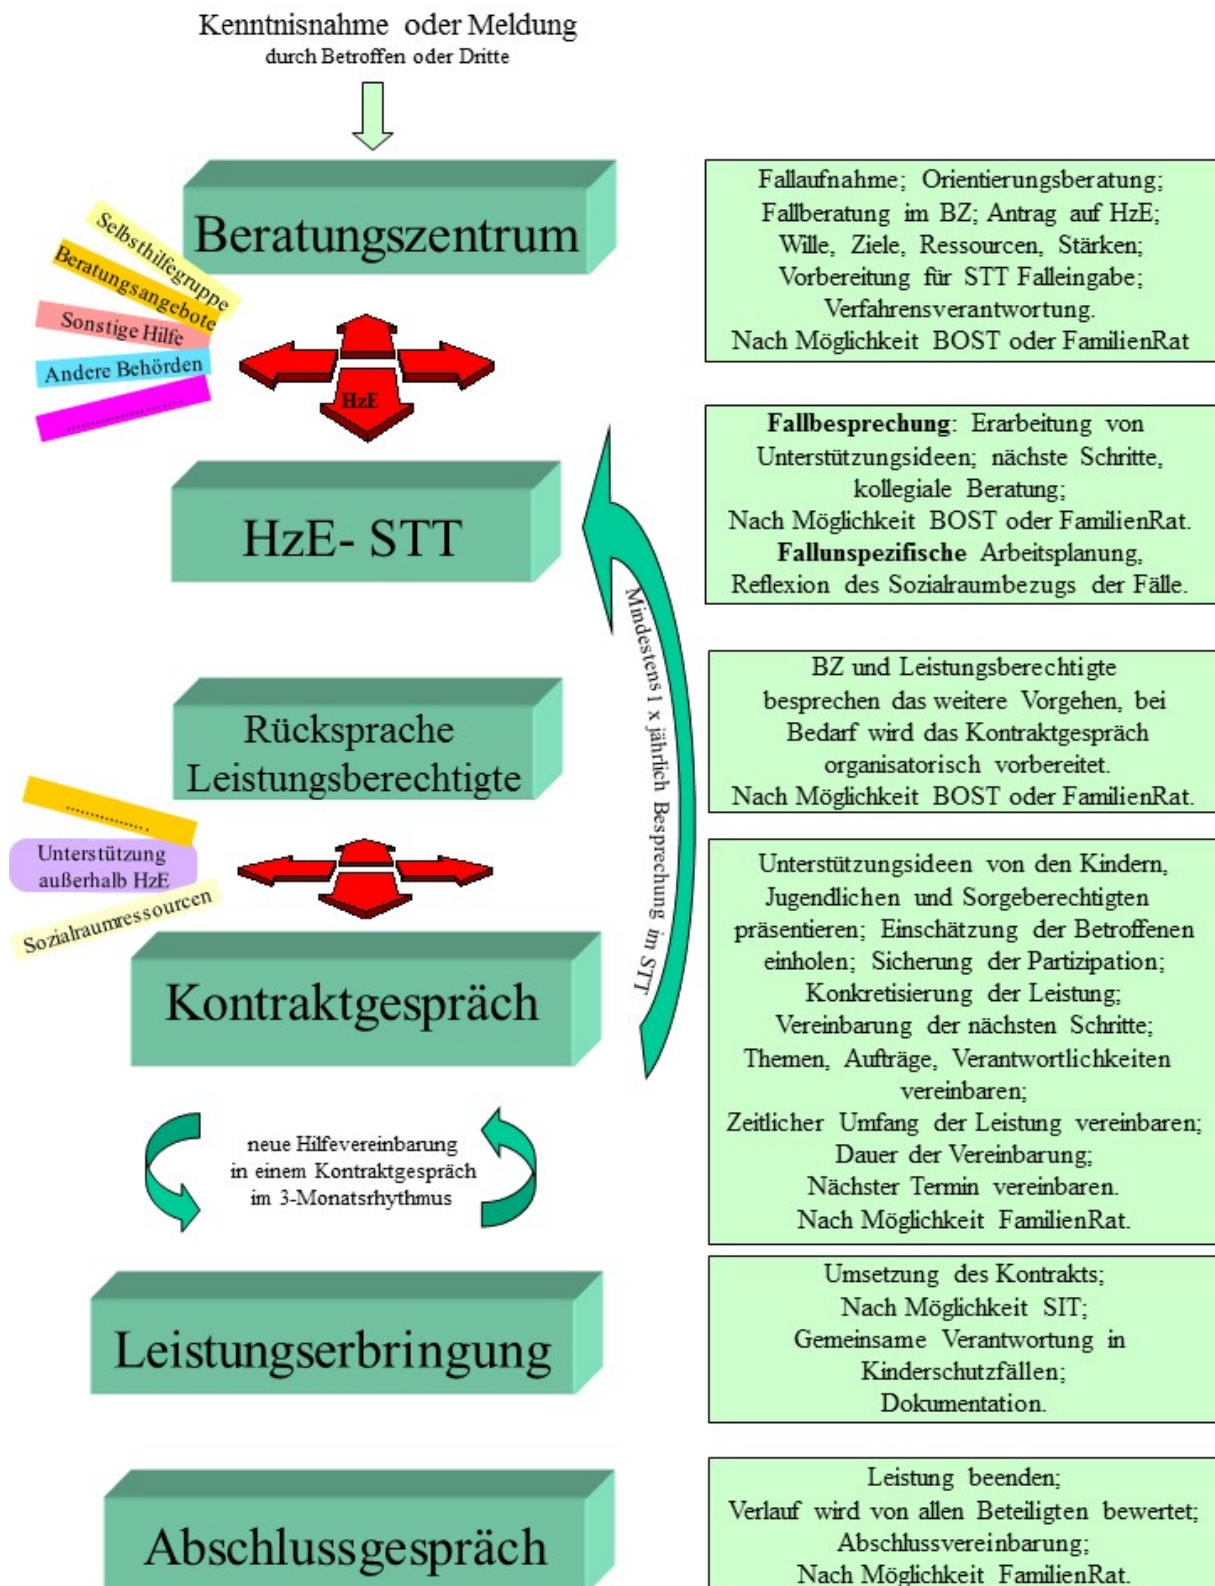 Kenntnisnahme oder Meldung
durch Betroffen oder Dritte
Beratungszentrum
Fallaufnahme; Orientierungsberatung;
Fallberatung im BZ; Antrag auf HzE;
Wille, Ziele, Ressourcen, Stärken;
Vorbereitung für STT Falleingabe;
Verfahrensverantwortung.
Nach Möglichkeit BOST oder FamilienRat
Selbsthilfegruppe
Beratungsangebote
Sonstige Hilfe
Andere Behörden
........................
HzE
HzE- STT
Fallbesprechung: Erarbeitung von
Unterstützungsideen; nächste Schritte,
kollegiale Beratung;
Nach Möglichkeit BOST oder FamilienRat.
Fallunspezifische Arbeitsplanung,
Reflexion des Sozialraumbezugs der Fälle.
Mindestens 1 x jährlich Besprechung im STT
Rücksprache
Leistungsberechtigte
BZ und Leistungsberechtigte
besprechen das weitere Vorgehen, bei
Bedarf wird das Kontraktgespräch
organisatorisch vorbereitet.
Nach Möglichkeit BOST oder FamilienRat.
.................
Unterstützung
außerhalb HzE
Sozialraumressourcen
Kontraktgespräch
Unterstützungsideen von den Kindern,
Jugendlichen und Sorgeberechtigten
präsentieren; Einschätzung der Betroffenen
einholen; Sicherung der Partizipation;
Konkretisierung der Leistung;
Vereinbarung der nächsten Schritte;
Themen, Aufträge, Verantwortlichkeiten
vereinbaren;
Zeitlicher Umfang der Leistung vereinbaren;
Dauer der Vereinbarung;
Nächster Termin vereinbaren.
Nach Möglichkeit FamilienRat.
neue Hilfevereinbarung
in einem Kontraktgespräch
im 3-Monatsrhythmus
Leistungserbringung
Umsetzung des Kontrakts;
Nach Möglichkeit SIT;
Gemeinsame Verantwortung in
Kinderschutzfällen;
Dokumentation.
Abschlussgespräch
Leistung beenden;
Verlauf wird von allen Beteiligten bewertet;
Abschlussvereinbarung;
Nach Möglichkeit FamilienRat.